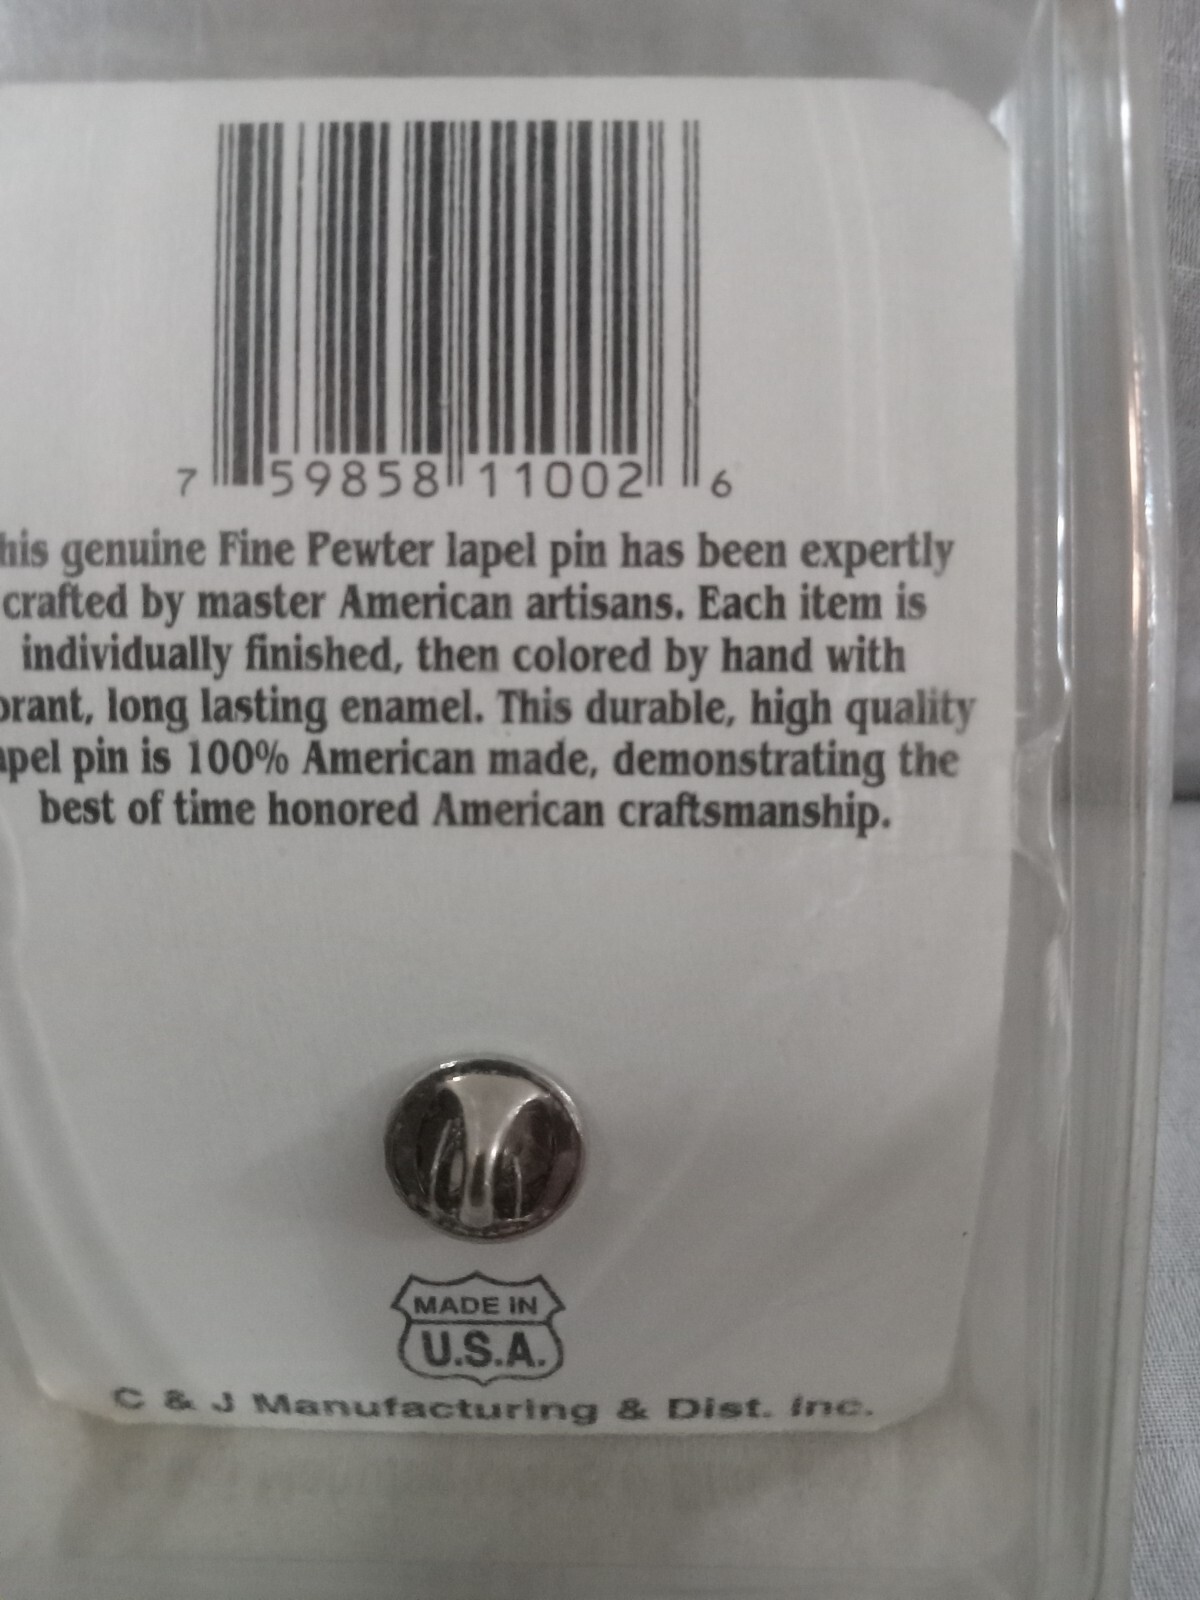 7 59858 11002 6
his genuine Fine Pewter lapel pin has been expertly
crafted by master American artisans. Each item is
individually finished, then colored by hand with
brant, long lasting enamel. This durable, high quality
apel pin is 100% American made, demonstrating the
best of time honored American craftsmanship.
MADE IN
U.S.A.
C & J Manufacturing & Dist. inc.